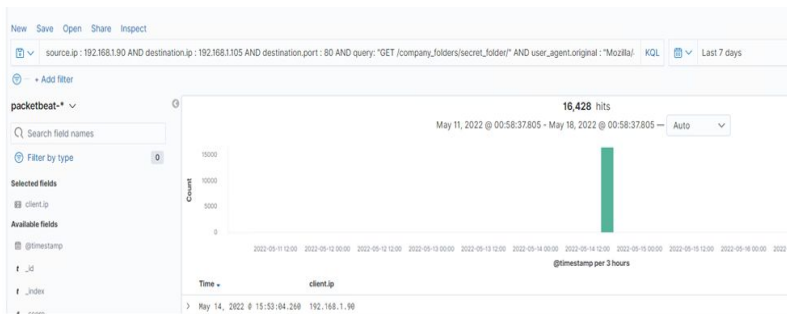 New Save Open Share Inspect
source.ip : 192.168.1.90 AND destination.ip : 192.168.1.105 AND destination.port : 80 AND query: "GET /company_folders/secret_folder/" AND user_agent.original : "Mozilla/ KQL Last 7 days
+ Add filter
packetbeat-*
16,428 hits
May 11, 2022 @ 00:58:37.805 - May 18, 2022 @ 00:58:37.805 — Auto
Search field names
Filter by type 0
Selected fields
client.ip
Available fields
@timestamp
t _id
t _index
Count
15000
10000
5000
0
2022-05-11 12:00 2022-05-12 00:00 2022-05-12 12:00 2022-05-13 00:00 2022-05-13 12:00 2022-05-14 00:00 2022-05-14 12:00 2022-05-15 00:00 2022-05-15 12:00 2022-05-16 00:00 2022
@timestamp per 3 hours
Time client.ip
> May 14, 2022 @ 15:53:04.260 192.168.1.90